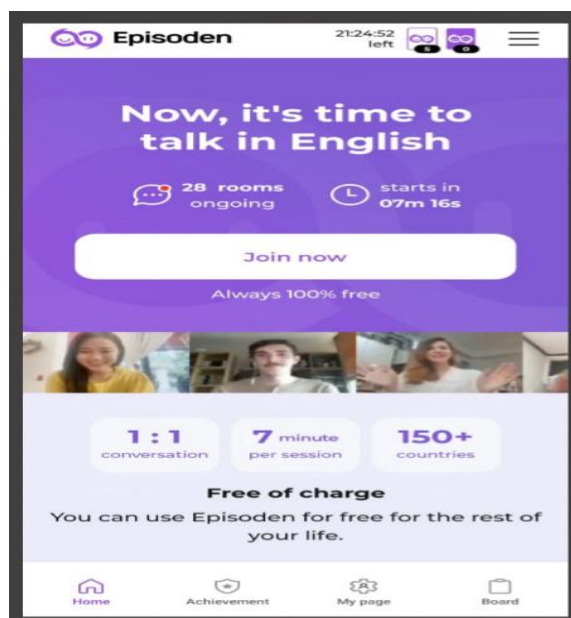 Episoden
21:24:52
left
5
0
Now, it's time to
talk in English
28 rooms
ongoing
starts in
07m 16s
Join now
Always 100% free
1 : 1
conversation
7 minute
per session
150+
countries
Free of charge
You can use Episoden for free for the rest of
your life.
Home
Achievement
My page
Board